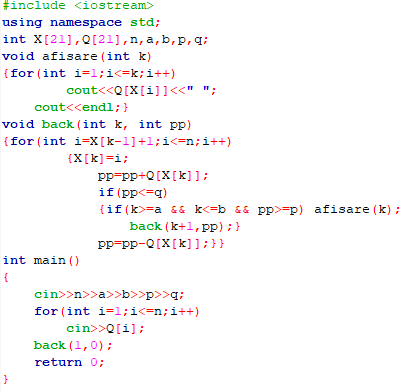 #include <iostream>
using namespace std;
int X[21],Q[21],n,a,b,p,q;
void afisare(int k)
{for(int i=1;i<=k;i++)
        cout<<Q[X[i]]<<" ";
    cout<<endl;}
void back(int k, int pp)
{for(int i=X[k-1]+1;i<=n;i++)
        {X[k]=i;
            pp=pp+Q[X[k]];
            if(pp<=q)
            {if(k>=a && k<=b && pp>=p) afisare(k);
                back(k+1,pp);}
            pp=pp-Q[X[k]];}}
int main()
{
    cin>>n>>a>>b>>p>>q;
    for(int i=1;i<=n;i++)
        cin>>Q[i];
    back(1,0);
    return 0;
}